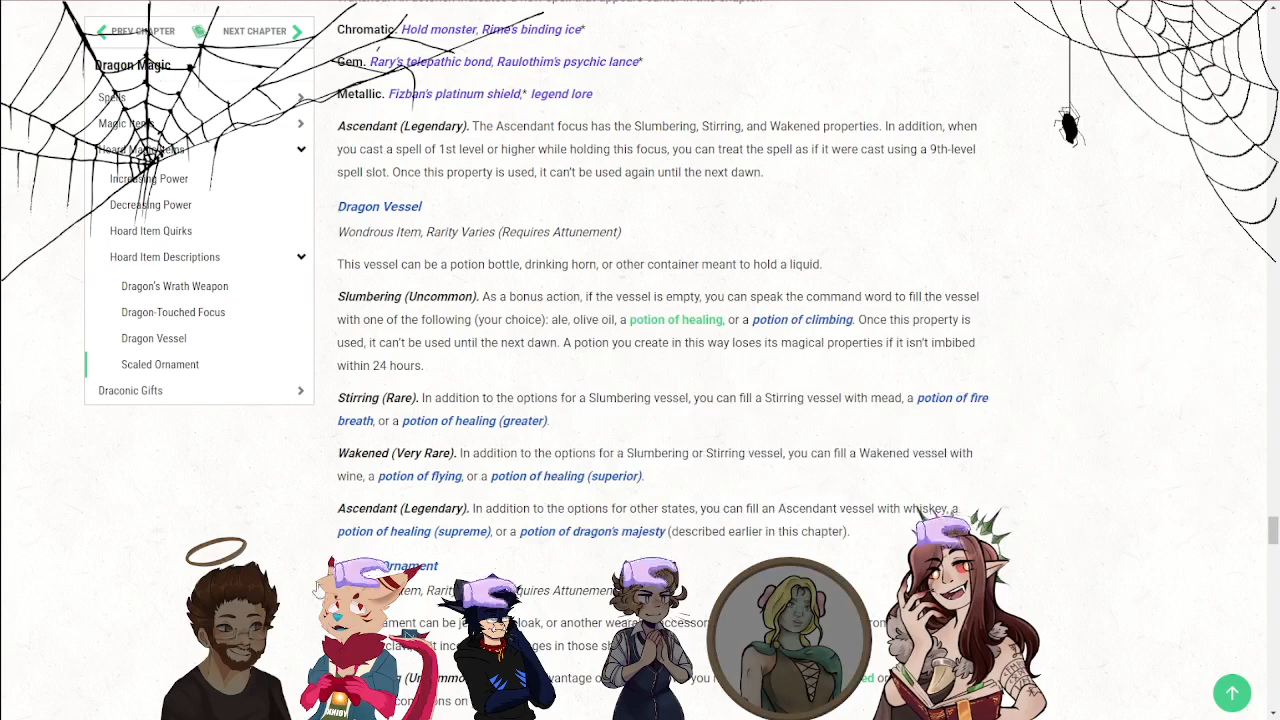 PREV CHAPTER
NEXT CHAPTER
Dragon Magic
Spells
Magic Items
Hoard Magic Items
Increasing Power
Decreasing Power
Hoard Item Quirks
Hoard Item Descriptions
Dragon's Wrath Weapon
Dragon-Touched Focus
Dragon Vessel
Scaled Ornament
Draconic Gifts
Chromatic. Hold monster, Rime's binding ice*
Gem. Rary's telepathic bond, Raulothim's psychic lance*
Metallic. Fizban's platinum shield,* legend lore
Ascendant (Legendary). The Ascendant focus has the Slumbering, Stirring, and Wakened properties. In addition, when
you cast a spell of 1st level or higher while holding this focus, you can treat the spell as if it were cast using a 9th-level
spell slot. Once this property is used, it can't be used again until the next dawn.
Dragon Vessel
Wondrous Item, Rarity Varies (Requires Attunement)
This vessel can be a potion bottle, drinking horn, or other container meant to hold a liquid.
Slumbering (Uncommon). As a bonus action, if the vessel is empty, you can speak the command word to fill the vessel
with one of the following (your choice): ale, olive oil, a potion of healing, or a potion of climbing. Once this property is
used, it can't be used until the next dawn. A potion you create in this way loses its magical properties if it isn't imbibed
within 24 hours.
Stirring (Rare). In addition to the options for a Slumbering vessel, you can fill a Stirring vessel with mead, a potion of fire
breath, or a potion of healing (greater).
Wakened (Very Rare). In addition to the options for a Slumbering or Stirring vessel, you can fill a Wakened vessel with
wine, a potion of flying, or a potion of healing (superior).
Ascendant (Legendary). In addition to the options for other states, you can fill an Ascendant vessel with whiskey, a
potion of healing (supreme), or a potion of dragon's majesty (described earlier in this chapter).
Ornament